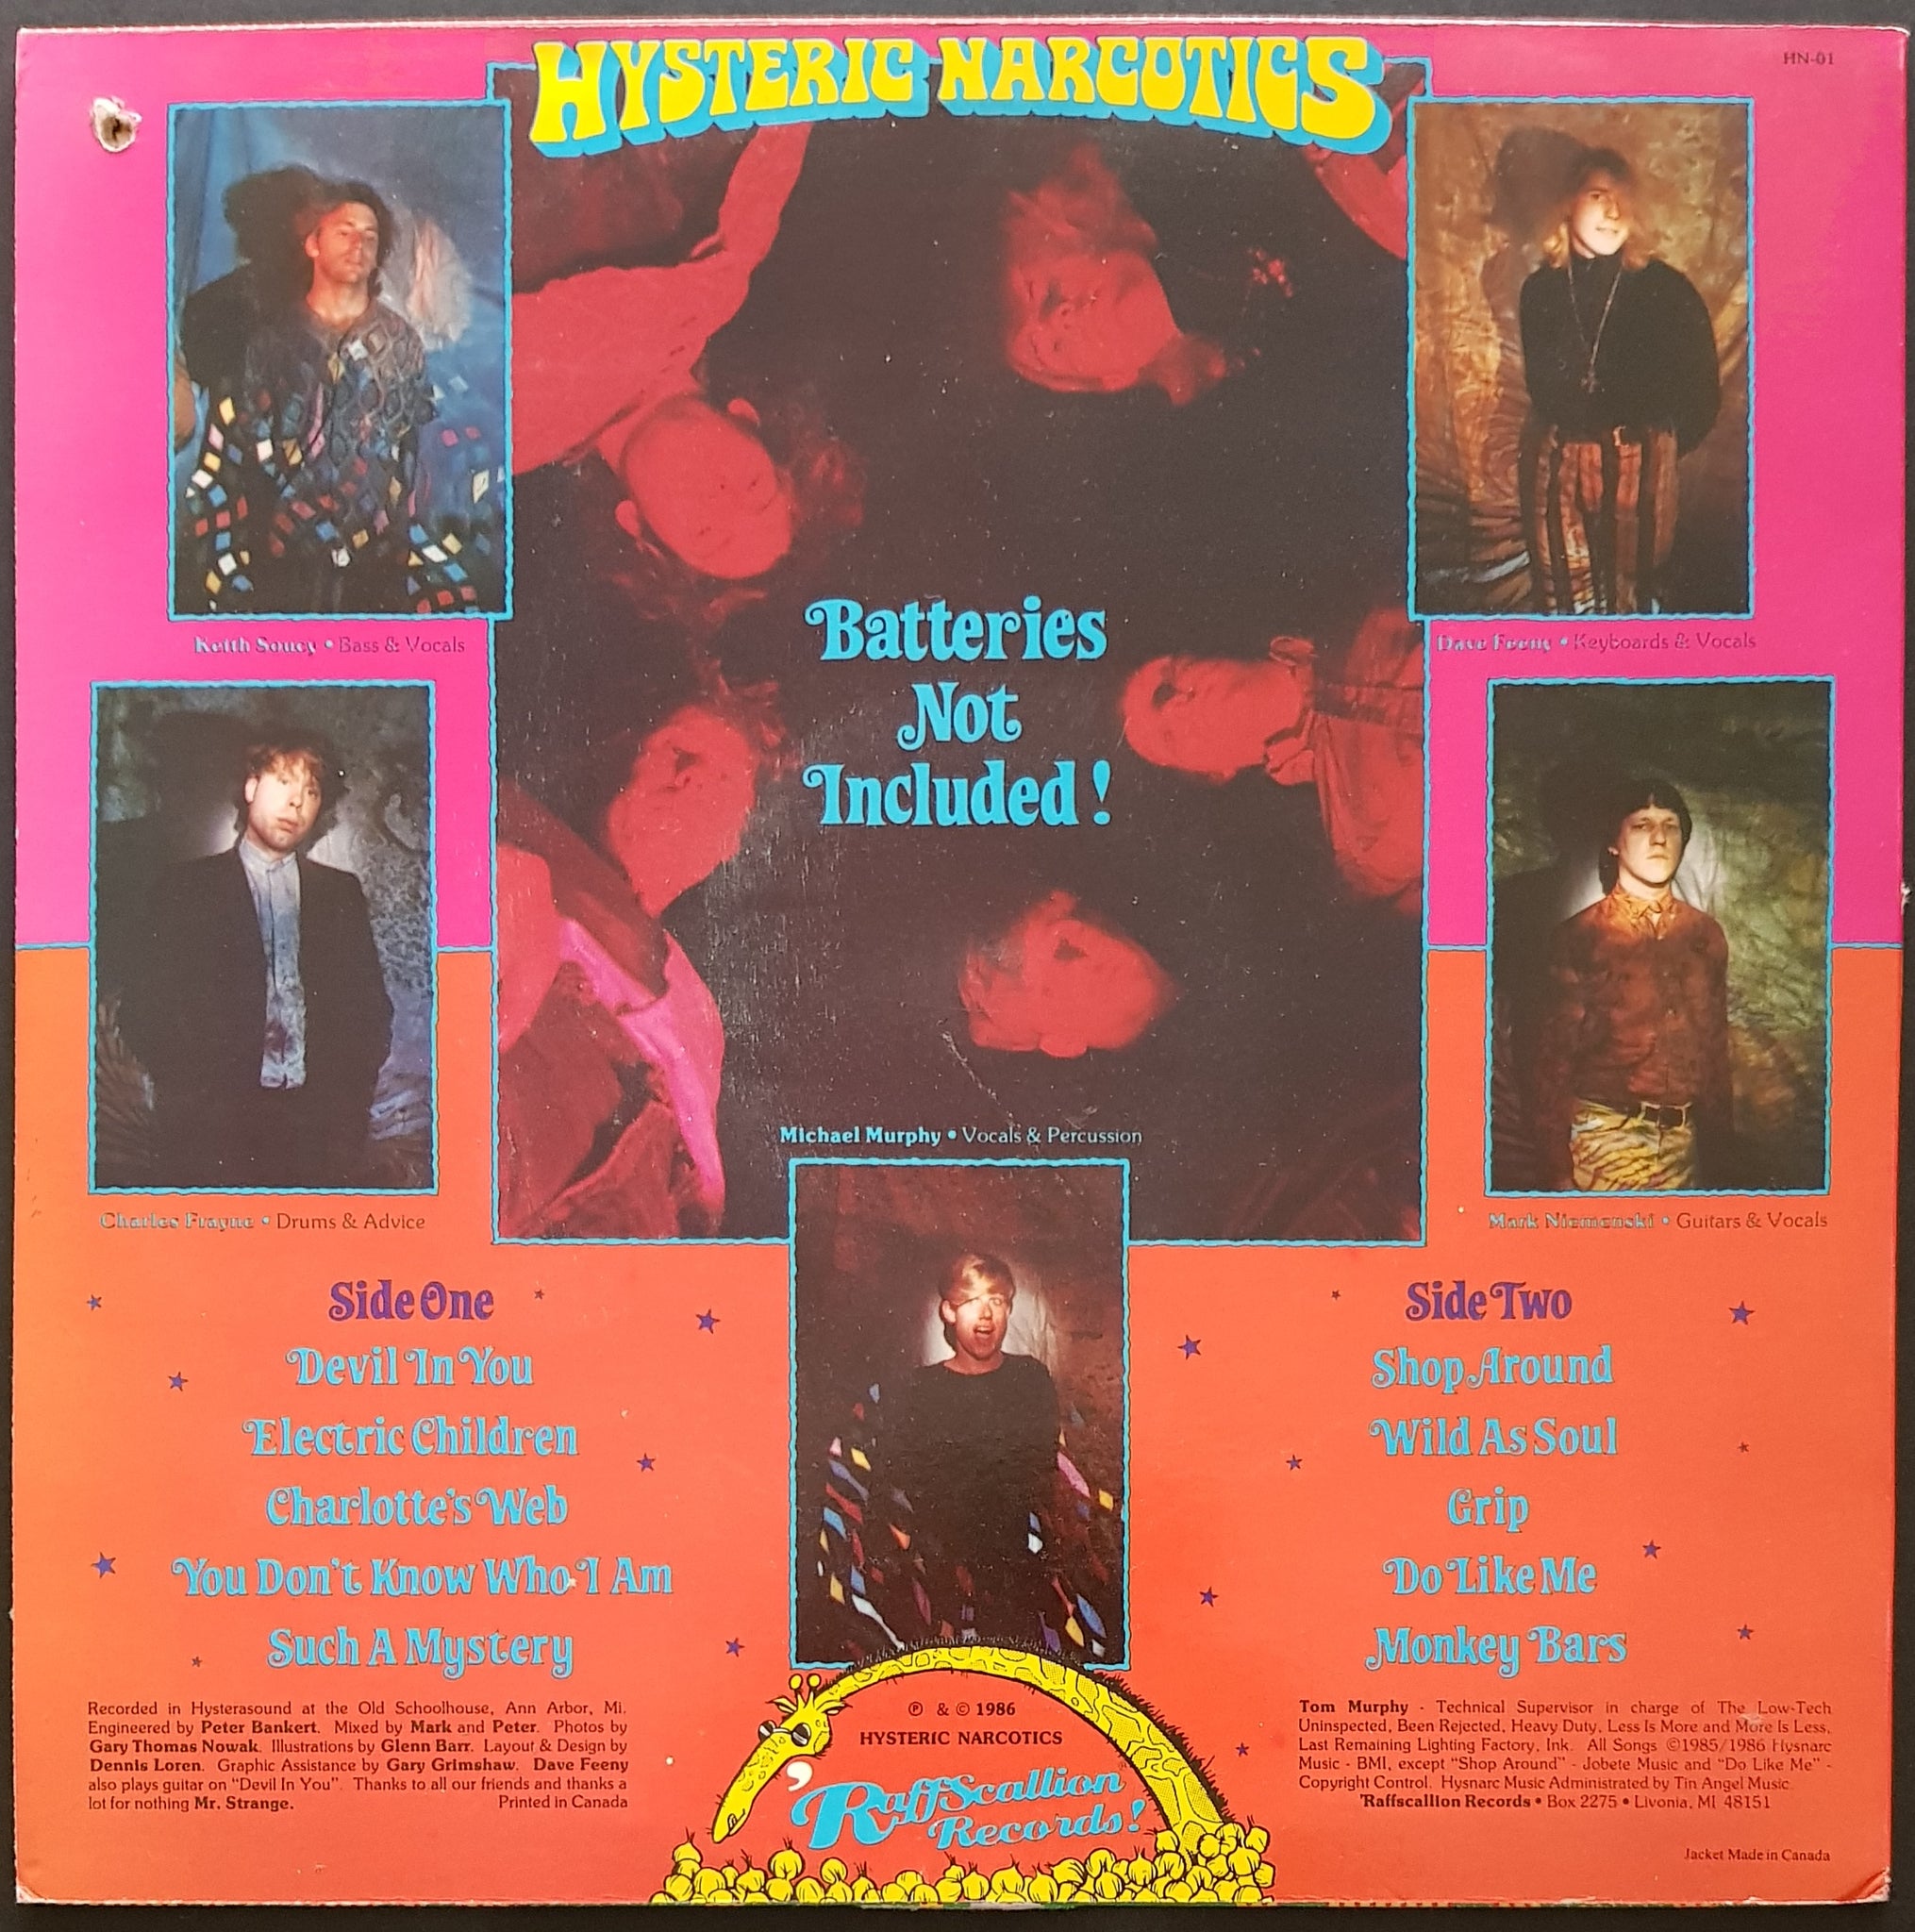 HYSTERIC NARCOTICS
HN-01
Batteries
Not
Included!
Keith Soucy • Bass & Vocals
Dave Feeny • Keyboards & Vocals
Michael Murphy • Vocals & Percussion
Charles Frayne • Drums & Advice
Mark Niemenski • Guitars & Vocals
Side One
Devil In You
Electric Children
Charlotte's Web
You Don't Know Who I Am
Such A Mystery
Side Two
Shop Around
Wild As Soul
Grip
Do Like Me
Monkey Bars
Recorded in Hysterasound at the Old Schoolhouse, Ann Arbor, Mi.
Engineered by Peter Bankert. Mixed by Mark and Peter. Photos by
Gary Thomas Nowak. Illustrations by Glenn Barr. Layout & Design by
Dennis Loren. Graphic Assistance by Gary Grimshaw. Dave Feeny
also plays guitar on "Devil In You". Thanks to all our friends and thanks a
lot for nothing Mr. Strange. Printed in Canada
℗ & © 1986
HYSTERIC NARCOTICS
'RaffScallion
Records!
Tom Murphy - Technical Supervisor in charge of The Low-Tech
Uninspected, Been Rejected, Heavy Duty, Less Is More and More Is Less,
Last Remaining Lighting Factory, Ink. All Songs ©1985/1986 Hysnarc
Music - BMI, except "Shop Around" - Jobete Music and "Do Like Me" -
Copyright Control. Hysnarc Music Administrated by Tin Angel Music.
'Raffscallion Records • Box 2275 • Livonia, MI 48151
Jacket Made in Canada